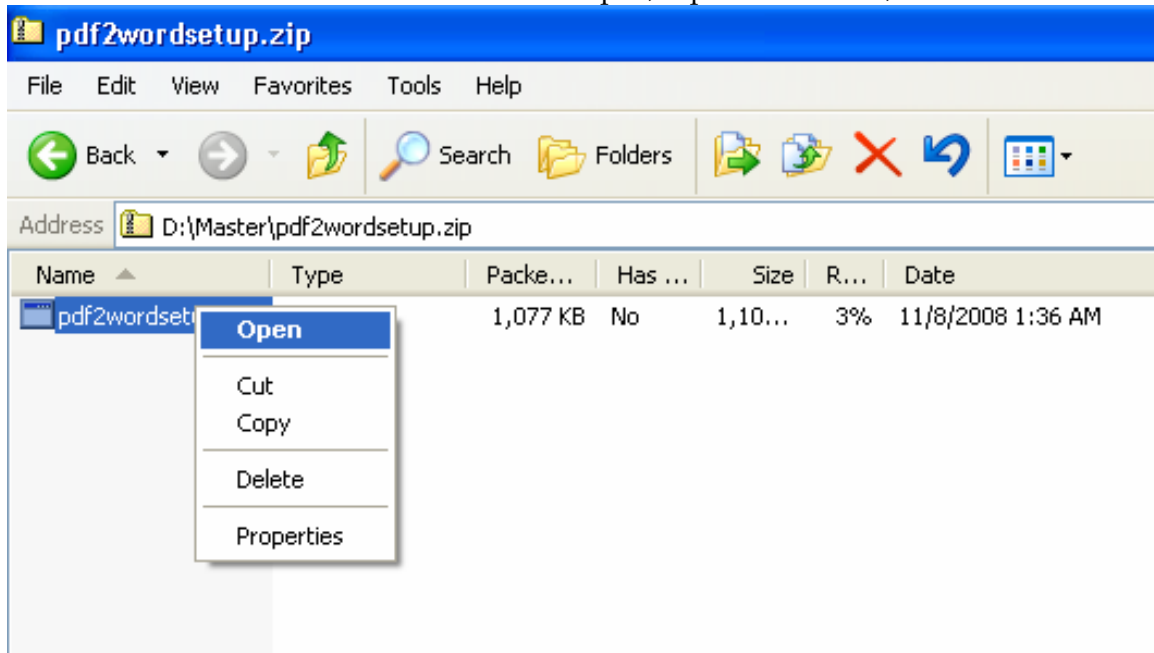 pdf2wordsetup.zip
File Edit View Favorites Tools Help
Back Search Folders
Address D:\Master\pdf2wordsetup.zip
Name Type Packe... Has ... Size R... Date
pdf2wordset 1,077 KB No 1,10... 3% 11/8/2008 1:36 AM
Open
Cut
Copy
Delete
Properties